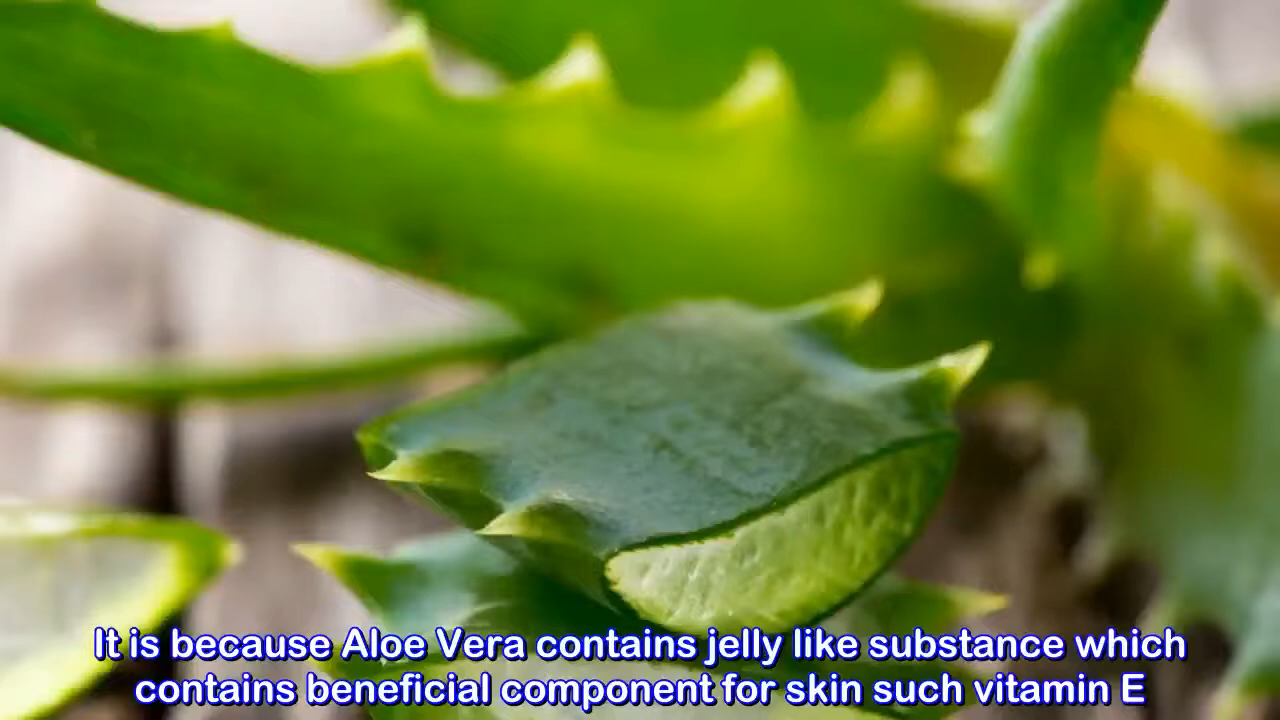 It is because Aloe Vera contains jelly like substance which
contains beneficial component for skin such vitamin E